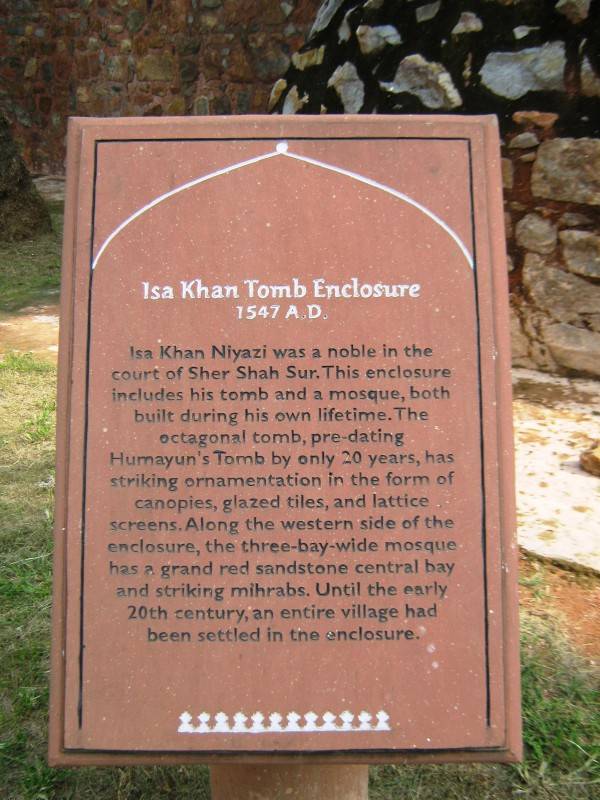 Isa Khan Tomb Enclosure
1547 A.D.
Isa Khan Niyazi was a noble in the
court of Sher Shah Sur. This enclosure
includes his tomb and a mosque, both
built during his own lifetime. The
octagonal tomb, pre-dating
Humayun's Tomb by only 20 years, has
striking ornamentation in the form of
canopies, glazed tiles, and lattice
screens. Along the western side of the
enclosure, the three-bay-wide mosque
has a grand red sandstone central bay
and striking mihrabs. Until the early
20th century, an entire village had
been settled in the enclosure.